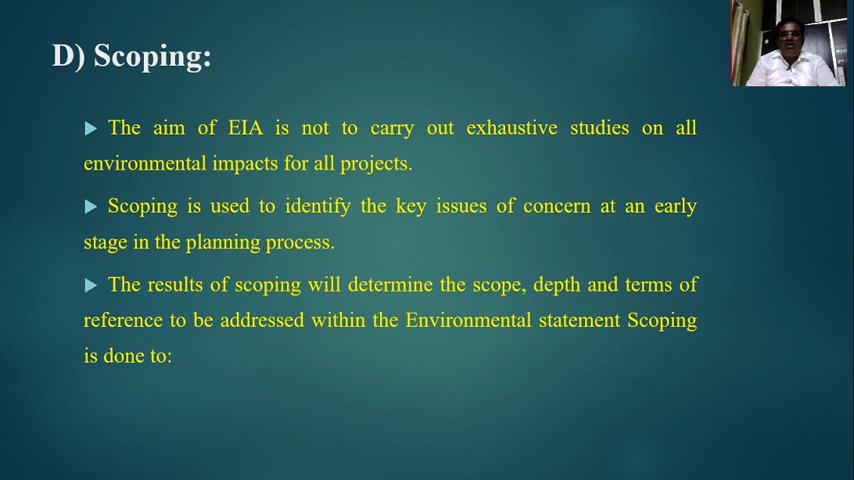 D) Scoping:
The aim of EIA is not to carry out exhaustive studies on all
environmental impacts for all projects.
Scoping is used to identify the key issues of concern at an early
stage in the planning process.
The results of scoping will determine the scope, depth and terms of
reference to be addressed within the Environmental statement Scoping
is done to: